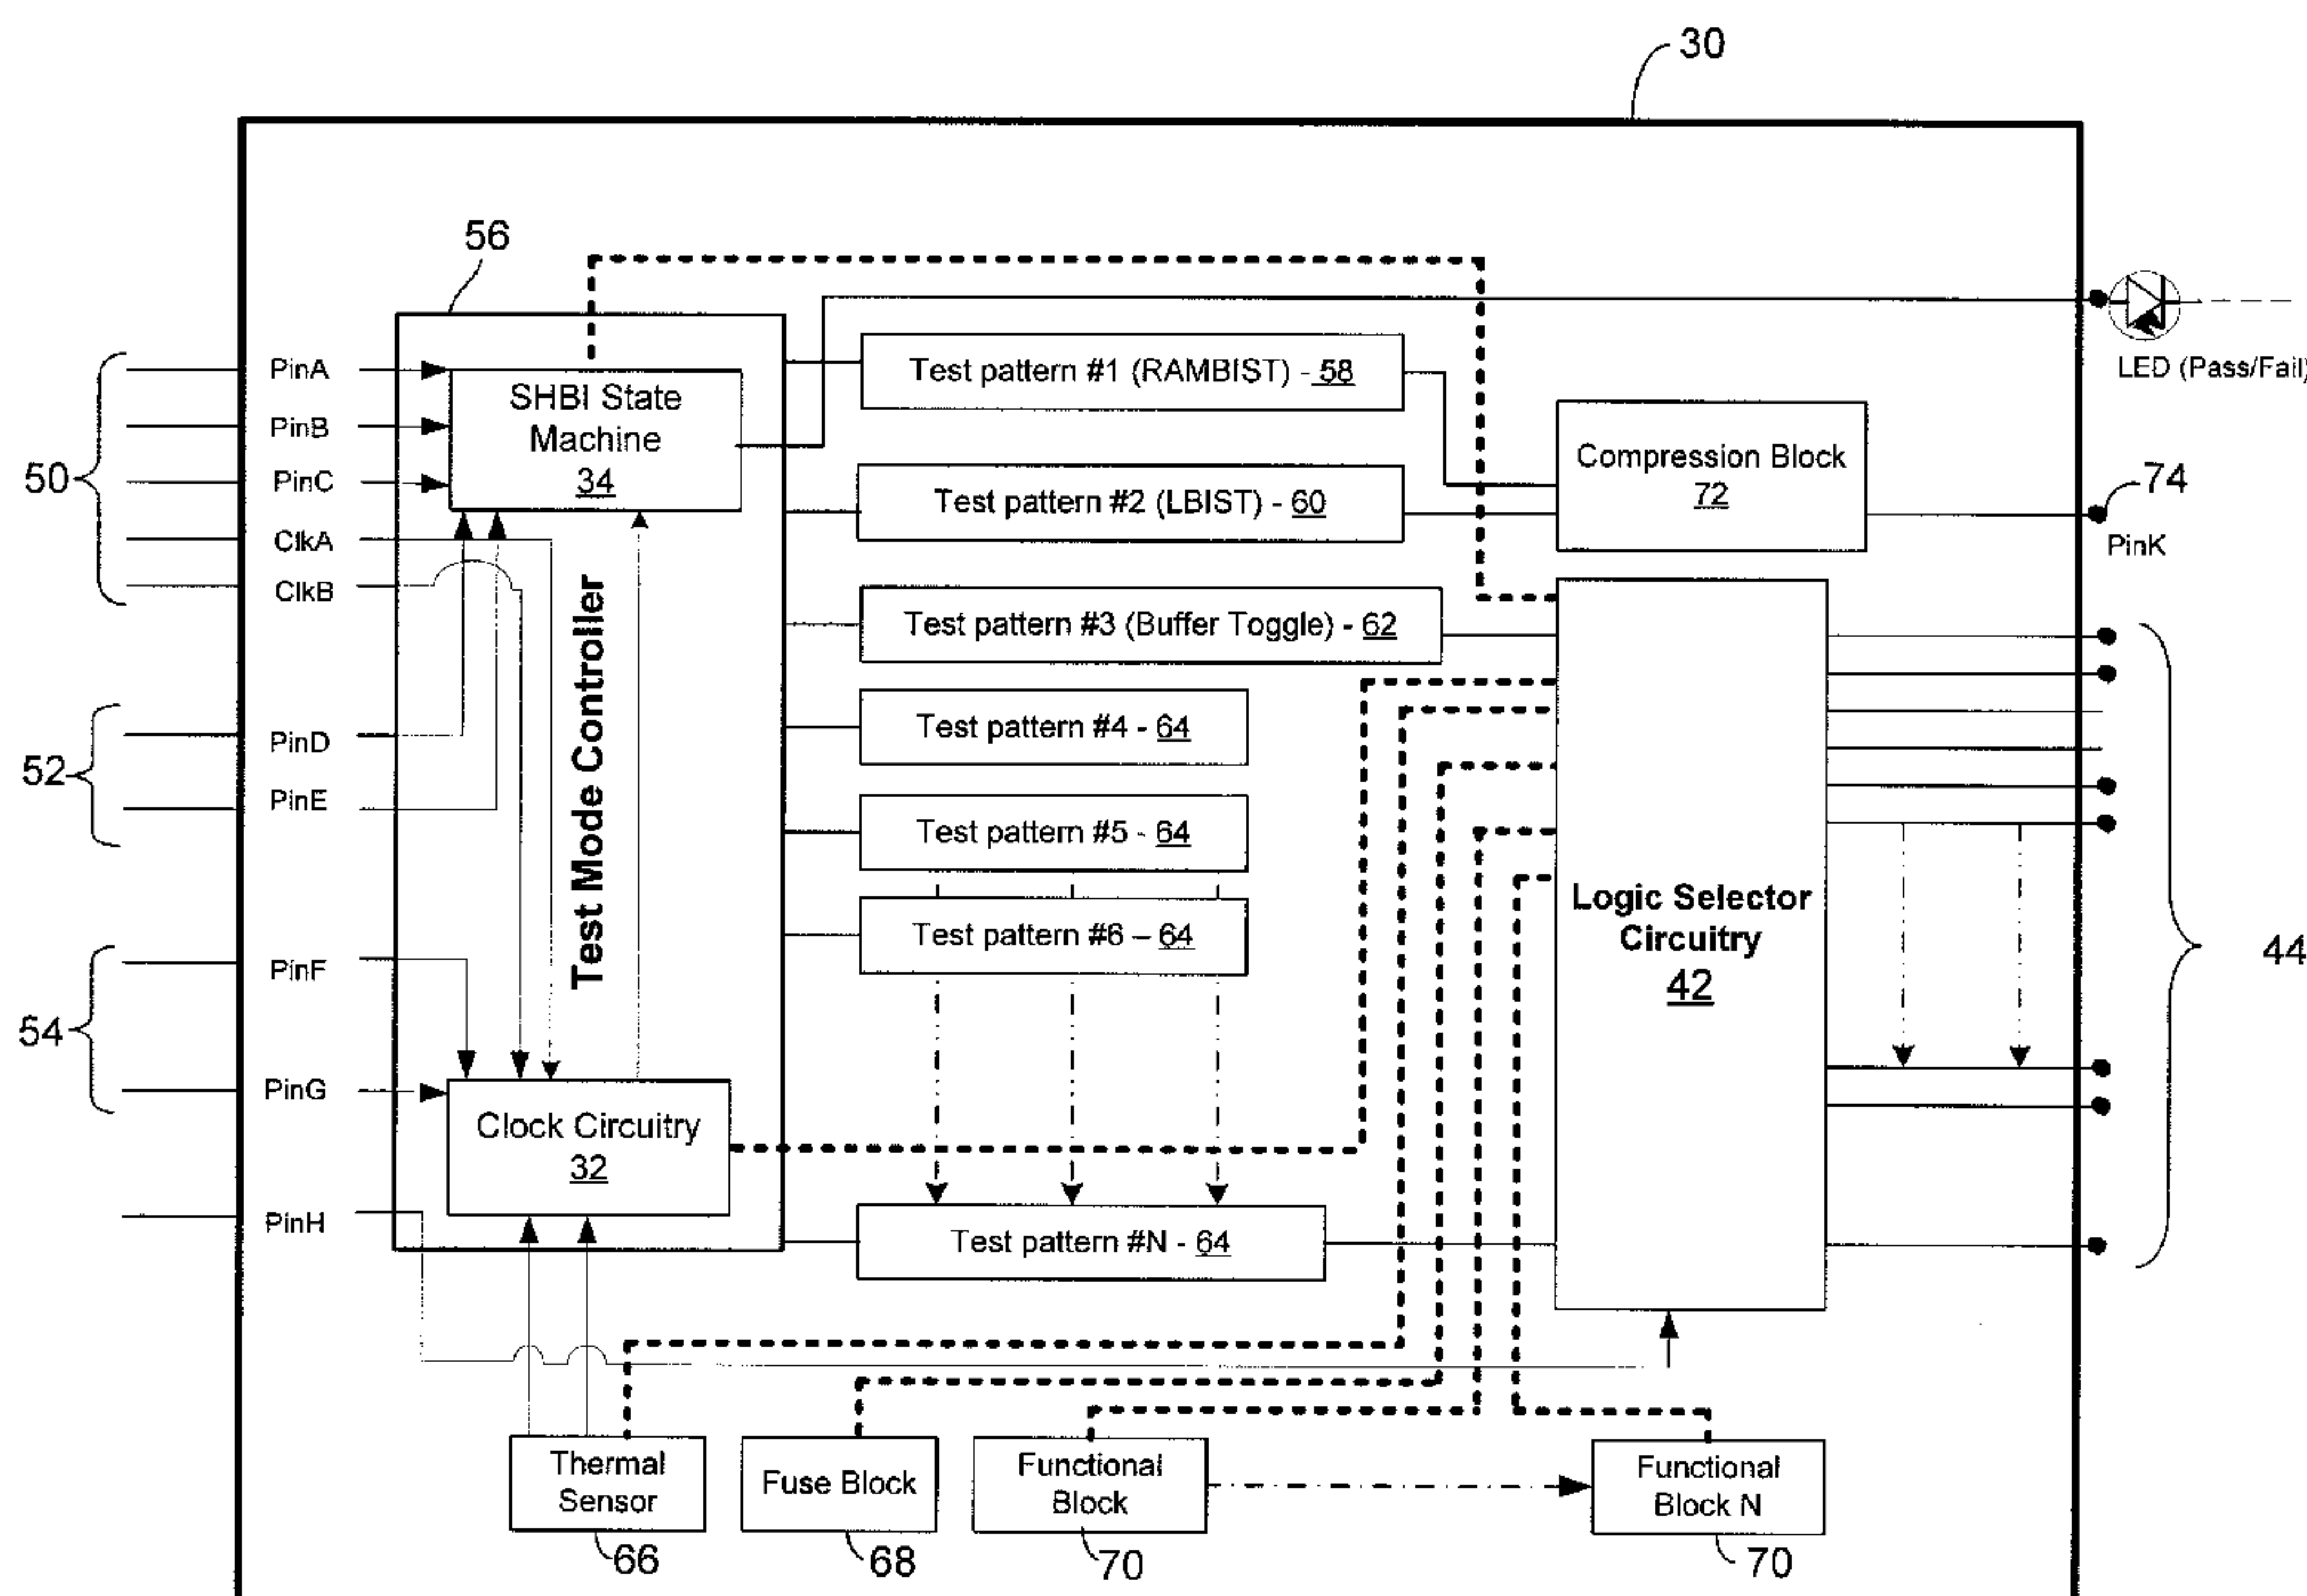 30
56
PinA
PinB
PinC
ClkA
ClkB
50
PinD
PinE
52
PinF
PinG
54
PinH
SHBI State
Machine
34
Test Mode Controller
Clock Circuitry
32
Test pattern #1 (RAMBIST) - 58
Test pattern #2 (LBIST) - 60
Test pattern #3 (Buffer Toggle) - 62
Test pattern #4 - 64
Test pattern #5 - 64
Test pattern #6 – 64
Test pattern #N - 64
Compression Block
72
Logic Selector
Circuitry
42
LED (Pass/Fail)
74
PinK
44
Thermal
Sensor
66
Fuse Block
68
Functional
Block
70
Functional
Block N
70